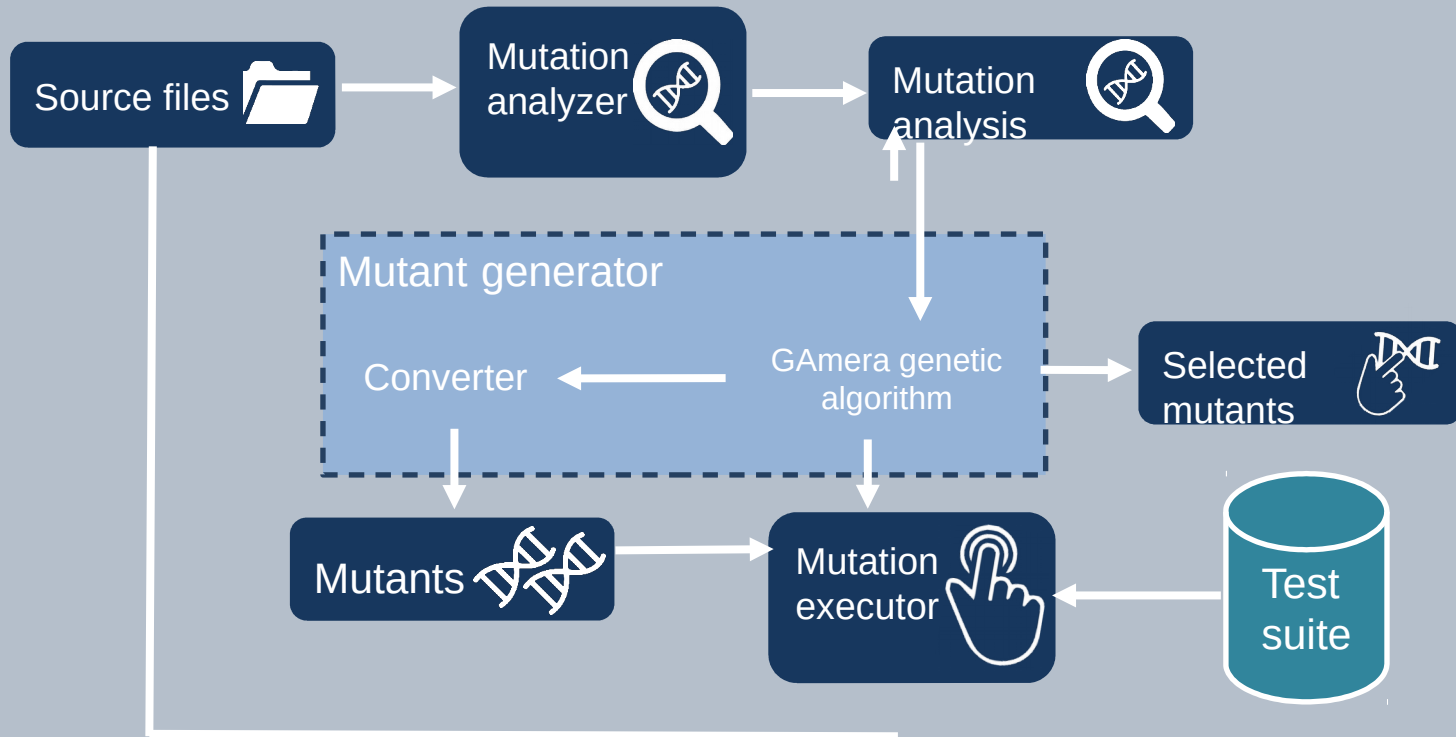 Source files
Mutation
analyzer
Mutation
analysis
Mutant generator
Converter
GAmera genetic
algorithm
Selected
mutants
Mutants
Mutation
executor
Test
suite